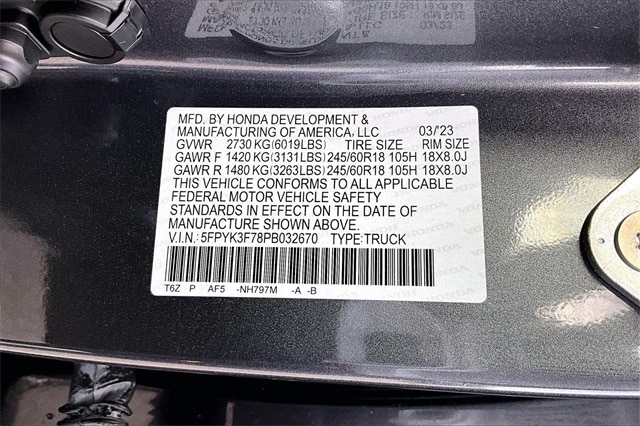 MFD. BY HONDA DEVELOPMENT &
MANUFACTURING OF AMERICA, LLC 03/'23
GVWR 2730 KG(6019LBS) TIRE SIZE RIM SIZE
GAWR F 1420 KG(3131LBS) 245/60R18 105H 18X8.0J
GAWR R 1480 KG(3263LBS) 245/60R18 105H 18X8.0J
THIS VEHICLE CONFORMS TO ALL APPLICABLE
FEDERAL MOTOR VEHICLE SAFETY
STANDARDS IN EFFECT ON THE DATE OF
MANUFACTURE SHOWN ABOVE.
V.I.N.: 5FPYK3F78PB032670 TYPE:TRUCK
T6Z P AF5 -NH797M -A -B